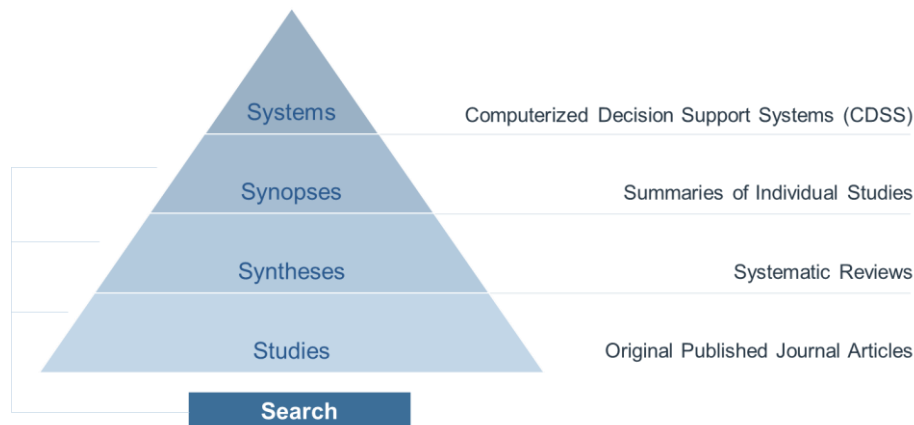 Systems
Computerized Decision Support Systems (CDSS)
Synopses
Summaries of Individual Studies
Syntheses
Systematic Reviews
Studies
Original Published Journal Articles
Search